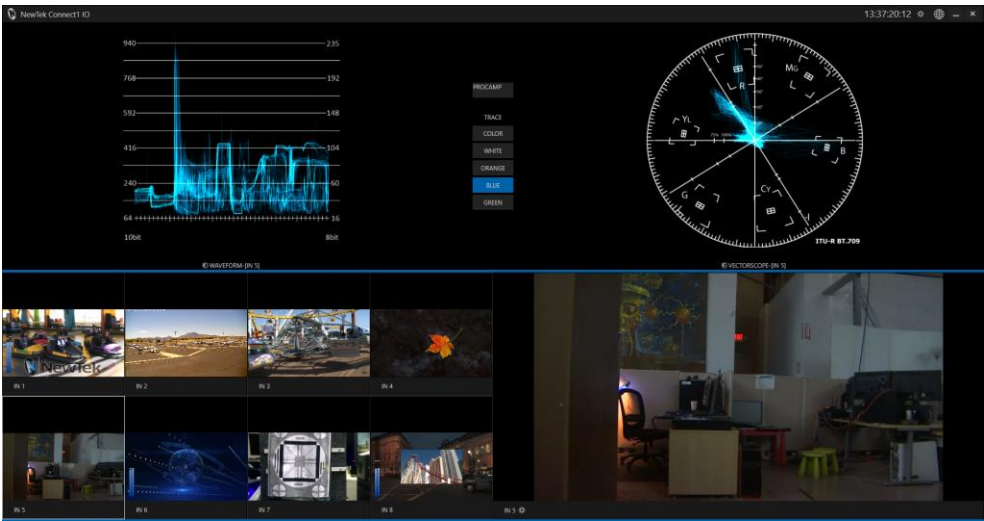 NewTek Connect1 IO
13:37:20:12
940
235
768
192
592
148
416
104
240
60
64
16
10bit
8bit
WAVEFORM-[IN 5]
PROCAMP
TRACE
COLOR
WHITE
ORANGE
BLUE
GREEN
R
MG
YL
B
75% 100%
G
CY
I
ITU-R BT.709
VECTORSCOPE-[IN 5]
NewTek
IN 1
IN 2
IN 3
IN 4
IN 5
IN 6
IN 7
IN 8
IN 5